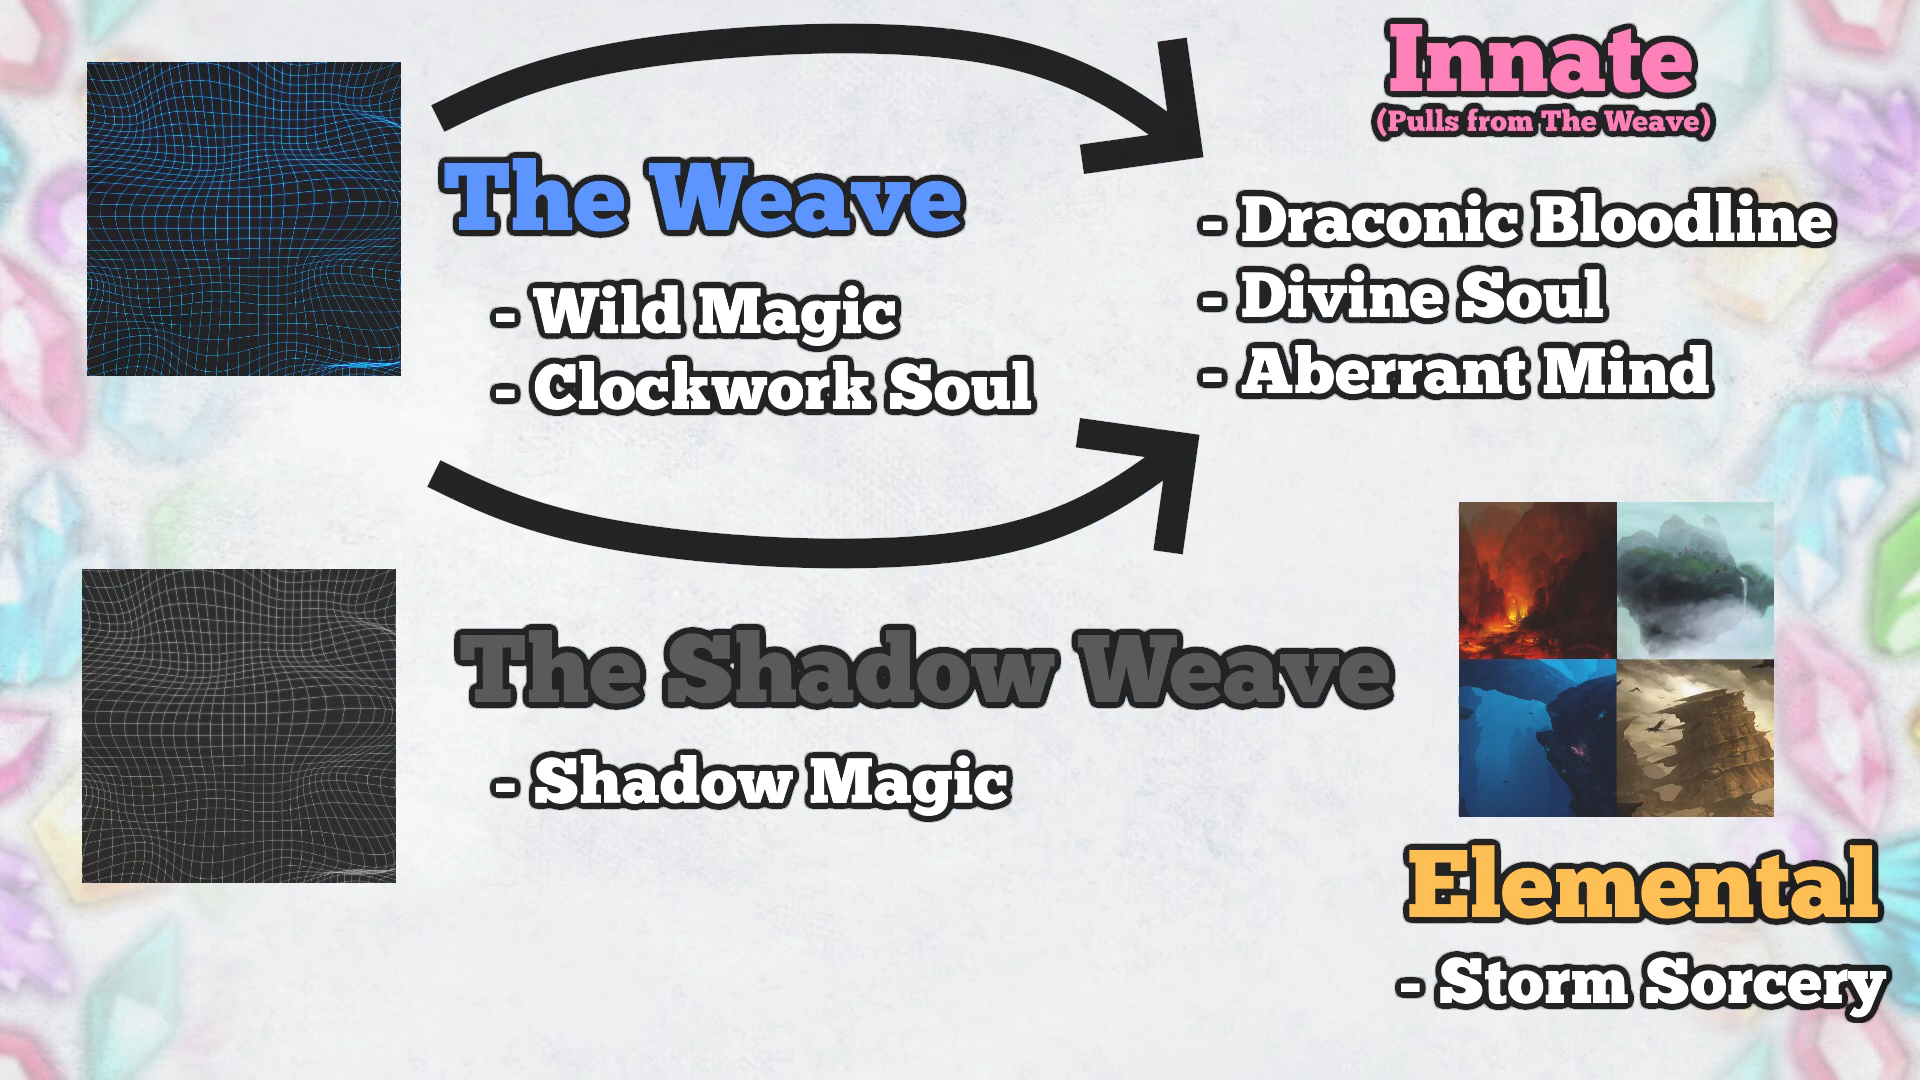 The Weave
- Wild Magic
- Clockwork Soul
Innate
(Pulls from The Weave)
- Draconic Bloodline
- Divine Soul
- Aberrant Mind
The Shadow Weave
- Shadow Magic
Elemental
- Storm Sorcery